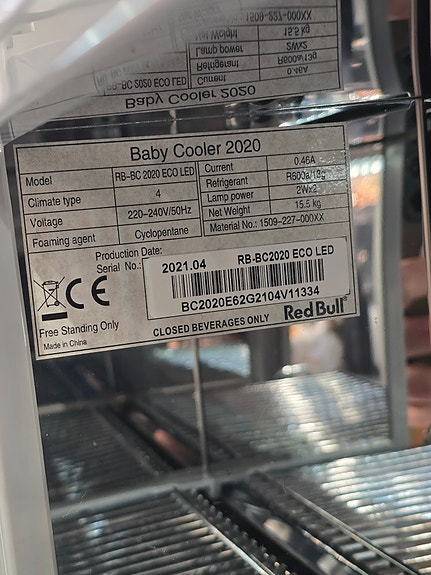 Baby Cooler 2020
Model RB-BC 2020 ECO LED Current 0.46A
Climate type 4 Refrigerant R600a/13g
Voltage 220-240V/50Hz Lamp power 2Wx2
Foaming agent Cyclopentane Net Weight 15.5 kg
Material No.: 1509-227-000XX
Production Date: 2021.04 RB-BC2020 ECO LED
Serial No.: BC2020E62G2104V11334
CE
Free Standing Only CLOSED BEVERAGES ONLY Red Bull
Made in China